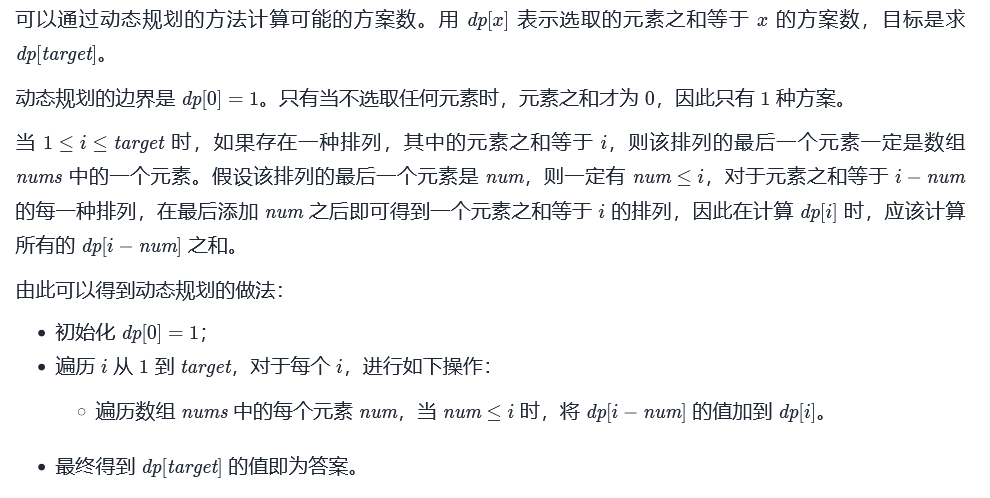 可以通过动态规划的方法计算可能的方案数。用 dp[x] 表示选取的元素之和等于 x 的方案数，目标是求
dp[target]。
动态规划的边界是 dp[0] = 1。只有当不选取任何元素时，元素之和才为 0，因此只有 1 种方案。
当 1 ≤ i ≤ target 时，如果存在一种排列，其中的元素之和等于 i，则该排列的最后一个元素一定是数组
nums 中的一个元素。假设该排列的最后一个元素是 num，则一定有 num ≤ i，对于元素之和等于 i − num
的每一种排列，在最后添加 num 之后即可得到一个元素之和等于 i 的排列，因此在计算 dp[i] 时，应该计算
所有的 dp[i − num] 之和。
由此可以得到动态规划的做法：
• 初始化 dp[0] = 1；
• 遍历 i 从 1 到 target，对于每个 i，进行如下操作：
◦ 遍历数组 nums 中的每个元素 num，当 num ≤ i 时，将 dp[i − num] 的值加到 dp[i]。
• 最终得到 dp[target] 的值即为答案。